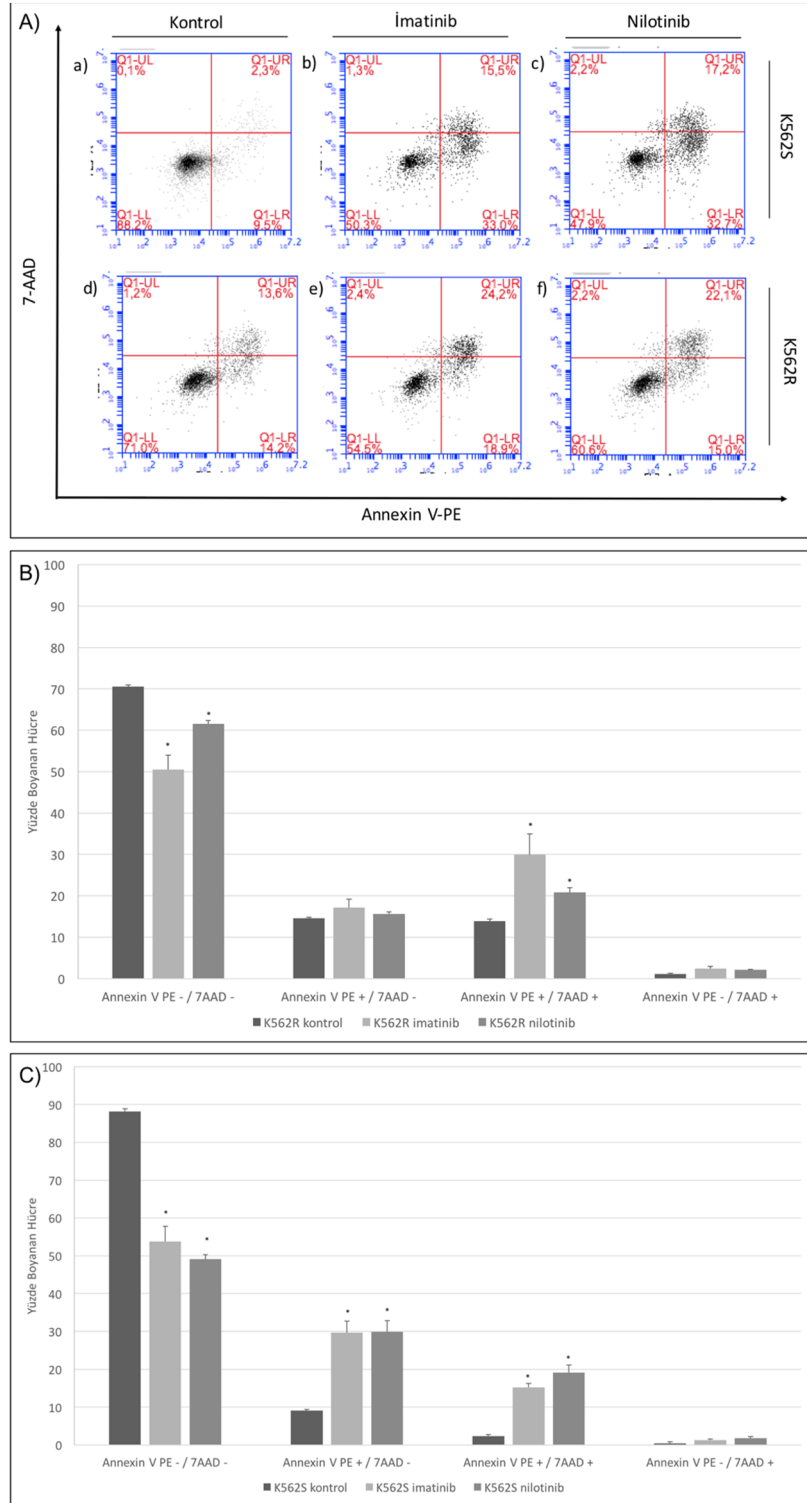 A)
Kontrol
İmatinib
Nilotinib
a)
Q1-UL
0,1%
Q1-UR
2,3%
Q1-LL
88.2%
Q1-LR
9.5%
b)
Q1-UL
1,3%
Q1-UR
15,5%
Q1-LL
50.3%
Q1-LR
33.0%
c)
Q1-UL
2,2%
Q1-UR
17,2%
Q1-LL
47.9%
Q1-LR
32.7%
K562S
d)
Q1-UL
1,2%
Q1-UR
13,6%
Q1-LL
71.0%
Q1-LR
14.2%
e)
Q1-UL
2,4%
Q1-UR
24,2%
Q1-LL
54.5%
Q1-LR
18.9%
f)
Q1-UL
2,2%
Q1-UR
22,1%
Q1-LL
60.6%
Q1-LR
15.0%
K562R
7-AAD
Annexin V-PE
B)
100
90
80
70
60
50
40
30
20
10
0
Yüzde Boyanan Hücre
Annexin V PE - / 7AAD -
Annexin V PE + / 7AAD -
Annexin V PE + / 7AAD +
Annexin V PE - / 7AAD +
K562R kontrol K562R imatinib K562R nilotinib
C)
100
90
80
70
60
50
40
30
20
10
0
Yüzde Boyanan Hücre
Annexin V PE - / 7AAD -
Annexin V PE + / 7AAD -
Annexin V PE + / 7AAD +
Annexin V PE - / 7AAD +
K562S kontrol K562S imatinib K562S nilotinib